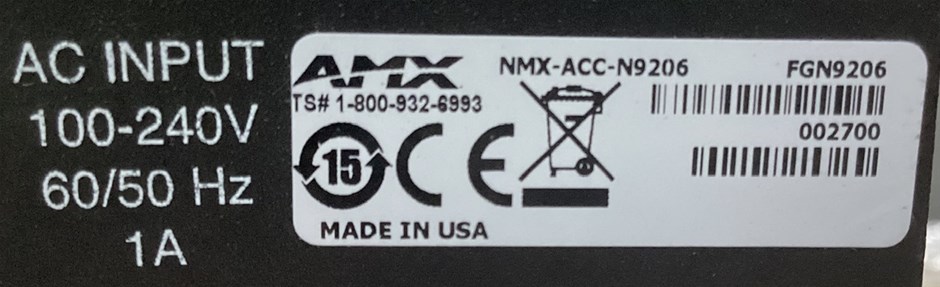 AC INPUT
100-240V
60/50 Hz
1A
AMX
TS# 1-800-932-6993
NMX-ACC-N9206
FGN9206
002700
15
CE
MADE IN USA